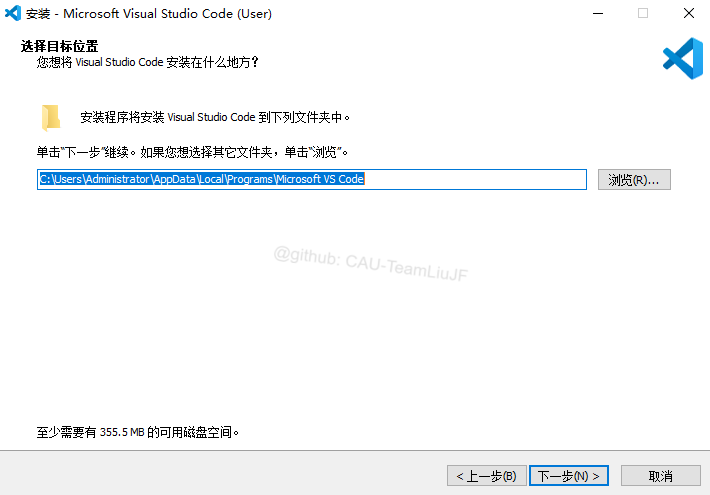 安装 - Microsoft Visual Studio Code (User)
选择目标位置
您想将 Visual Studio Code 安装在什么地方？
安装程序将安装 Visual Studio Code 到下列文件夹中。
单击“下一步”继续。如果您想选择其它文件夹，单击“浏览”。
C:\Users\Administrator\AppData\Local\Programs\Microsoft VS Code
浏览(R)...
@github: CAU-TeamLiuJF
至少需要有 355.5 MB 的可用磁盘空间。
< 上一步(B)
下一步(N) >
取消